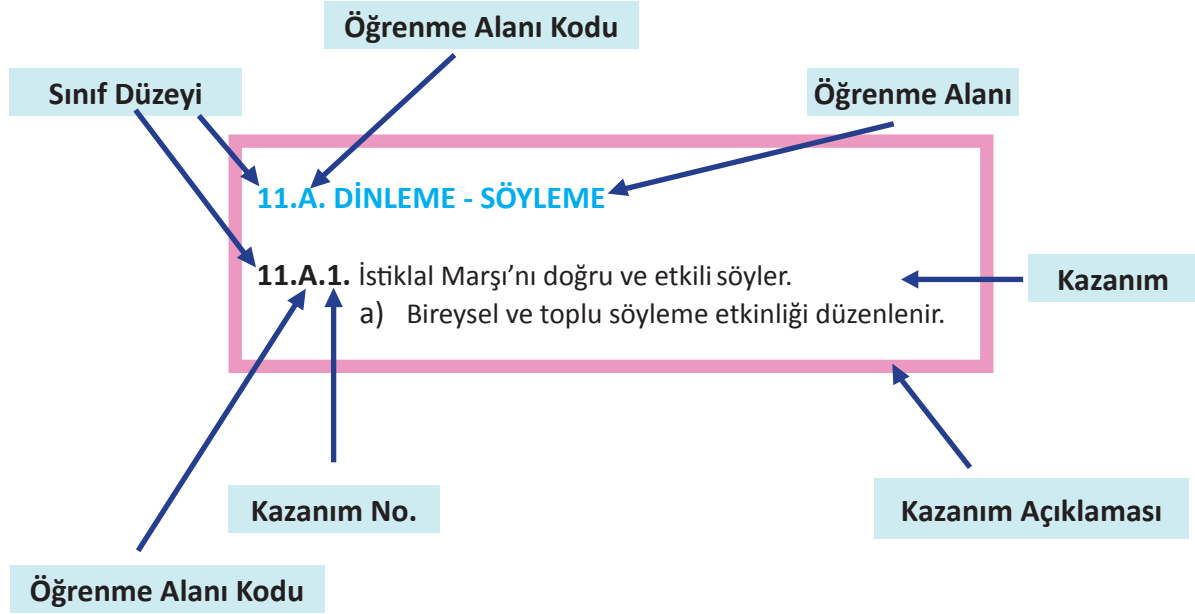 Öğrenme Alanı Kodu
Sınıf Düzeyi
Öğrenme Alanı
11.A. DİNLEME - SÖYLEME
11.A.1. İstiklal Marşı’nı doğru ve etkili söyler.
Kazanım
a) Bireysel ve toplu söyleme etkinliği düzenlenir.
Kazanım No.
Kazanım Açıklaması
Öğrenme Alanı Kodu